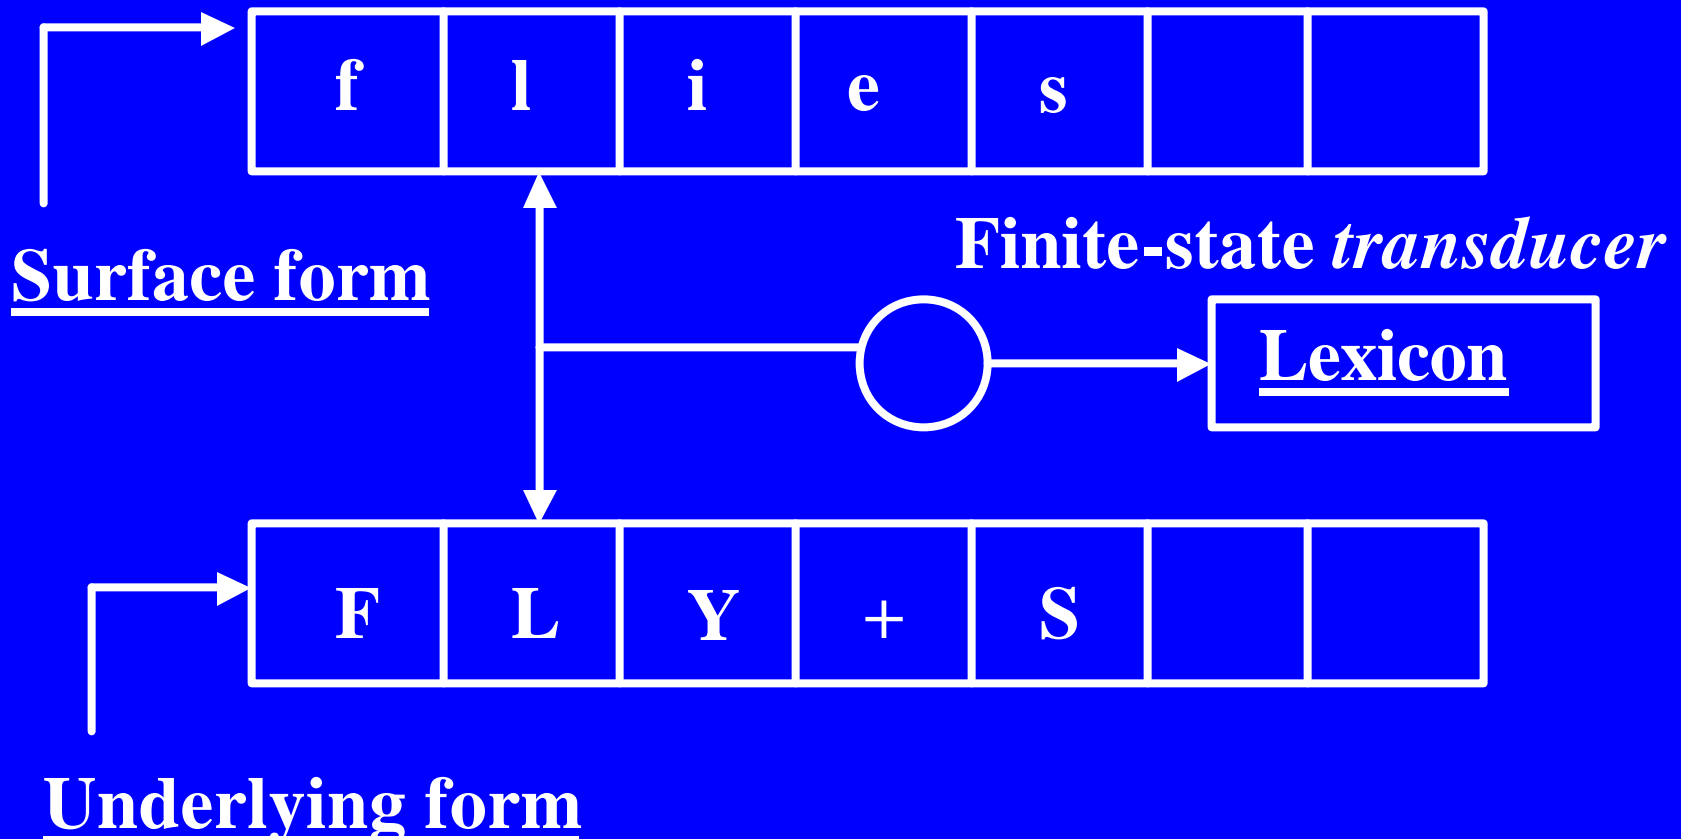 f l i e s
Finite-state transducer
Surface form
Lexicon
F L Y + S
Underlying form